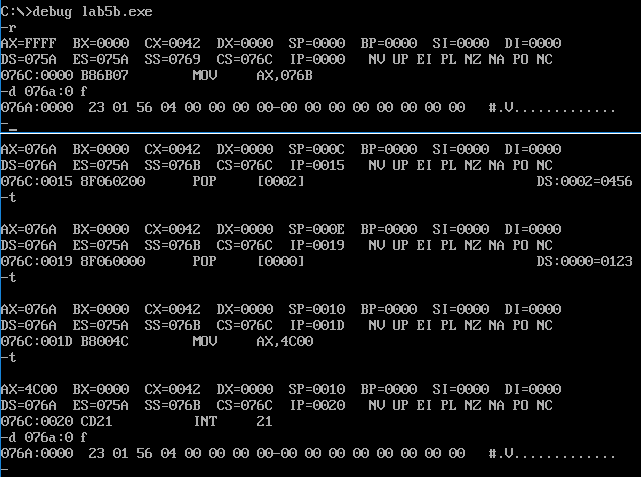 C:\>debug lab5b.exe
-r
AX=FFFF  BX=0000  CX=0042  DX=0000  SP=0000  BP=0000  SI=0000  DI=0000
DS=075A  ES=075A  SS=0769  CS=076C  IP=0000   NV UP EI PL NZ NA PO NC
076C:0000 B86B07        MOV     AX,076B
-d 076a:0 f
076A:0000  23 01 56 04 00 00 00 00-00 00 00 00 00 00 00 00   #.V.............
-_
AX=076A  BX=0000  CX=0042  DX=0000  SP=000C  BP=0000  SI=0000  DI=0000
DS=076A  ES=075A  SS=076B  CS=076C  IP=0015   NV UP EI PL NZ NA PO NC
076C:0015 8F060200      POP     [0002]                             DS:0002=0456
-t
AX=076A  BX=0000  CX=0042  DX=0000  SP=000E  BP=0000  SI=0000  DI=0000
DS=076A  ES=075A  SS=076B  CS=076C  IP=0019   NV UP EI PL NZ NA PO NC
076C:0019 8F060000      POP     [0000]                             DS:0000=0123
-t
AX=076A  BX=0000  CX=0042  DX=0000  SP=0010  BP=0000  SI=0000  DI=0000
DS=076A  ES=075A  SS=076B  CS=076C  IP=001D   NV UP EI PL NZ NA PO NC
076C:001D B8004C        MOV     AX,4C00
-t
AX=4C00  BX=0000  CX=0042  DX=0000  SP=0010  BP=0000  SI=0000  DI=0000
DS=076A  ES=075A  SS=076B  CS=076C  IP=0020   NV UP EI PL NZ NA PO NC
076C:0020 CD21          INT     21
-d 076a:0 f
076A:0000  23 01 56 04 00 00 00 00-00 00 00 00 00 00 00 00   #.V.............
-